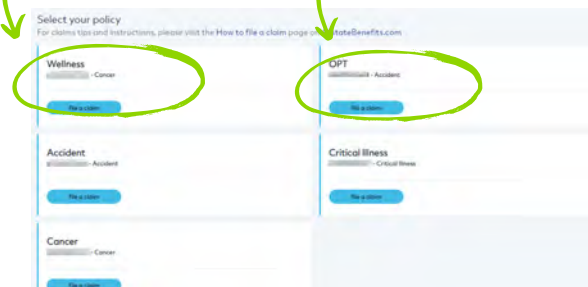 Select your policy
For claims tips and instructions, please visit the How to file a claim page on stateBenefits.com
Wellness
- Cancer
file a claim
OPT
- Accident
file a claim
Accident
- Accident
file a claim
Critical Illness
- Critical Illness
file a claim
Cancer
- Cancer
file a claim